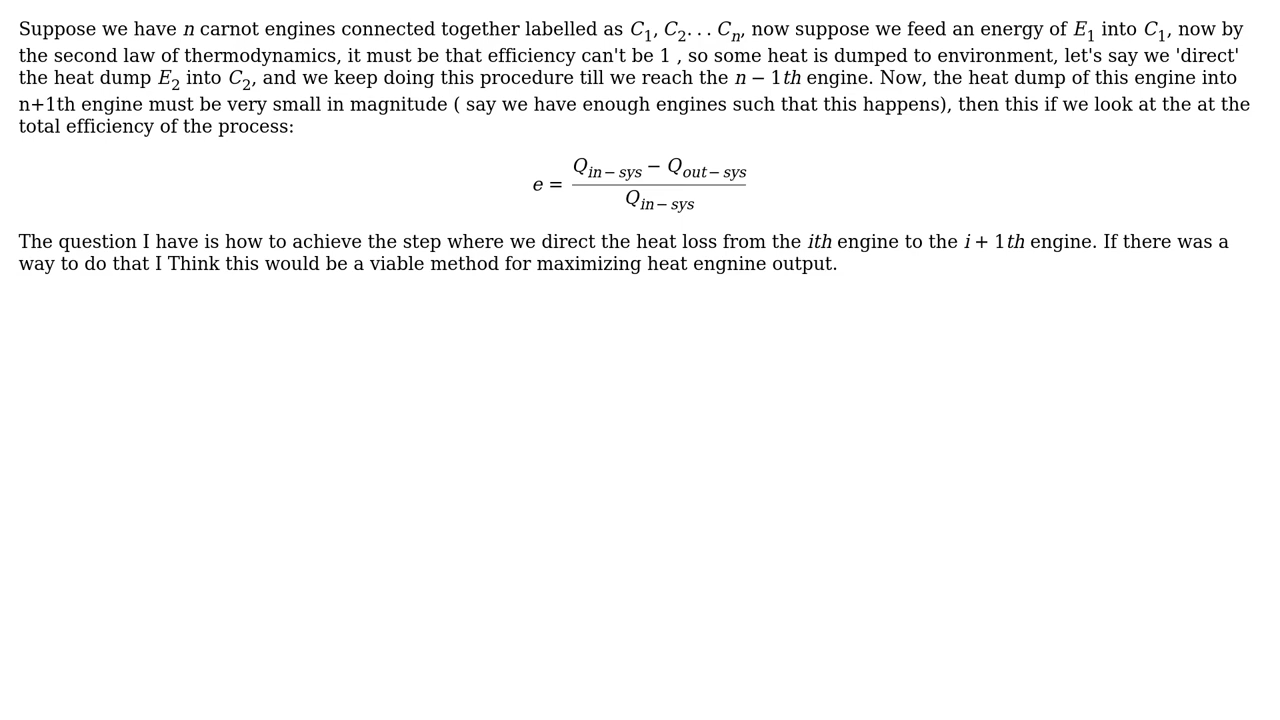 Suppose we have n carnot engines connected together labelled as C₁, C₂. . . Cₙ, now suppose we feed an energy of E₁ into C₁, now by
the second law of thermodynamics, it must be that efficiency can't be 1 , so some heat is dumped to environment, let's say we 'direct'
the heat dump E₂ into C₂, and we keep doing this procedure till we reach the n − 1th engine. Now, the heat dump of this engine into
n+1th engine must be very small in magnitude ( say we have enough engines such that this happens), then this if we look at the at the
total efficiency of the process:
e = \frac{Q_{in-sys} − Q_{out-sys}}{Q_{in-sys}}
The question I have is how to achieve the step where we direct the heat loss from the ith engine to the i + 1th engine. If there was a
way to do that I Think this would be a viable method for maximizing heat engnine output.